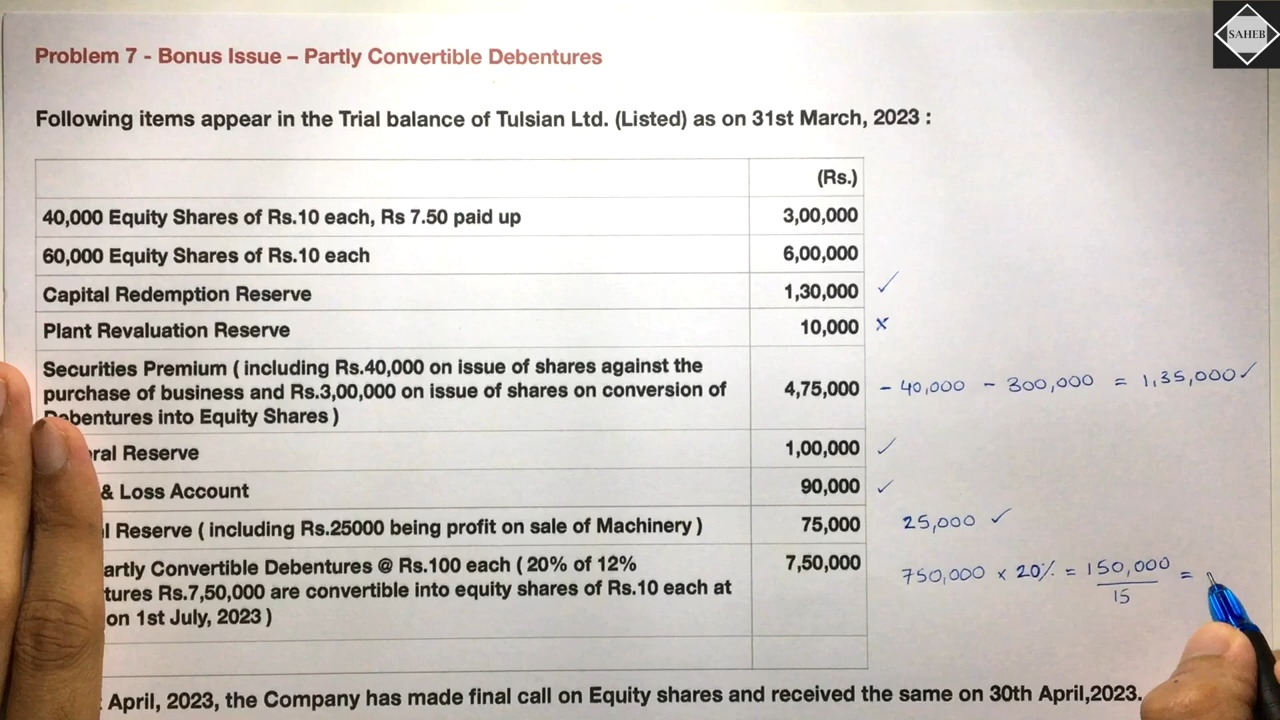 SAHEB
Problem 7 - Bonus Issue – Partly Convertible Debentures
Following items appear in the Trial balance of Tulsian Ltd. (Listed) as on 31st March, 2023 :
(Rs.)
40,000 Equity Shares of Rs.10 each, Rs 7.50 paid up 3,00,000
60,000 Equity Shares of Rs.10 each 6,00,000
Capital Redemption Reserve 1,30,000 ✓
Plant Revaluation Reserve 10,000 x
Securities Premium ( including Rs.40,000 on issue of shares against the
purchase of business and Rs.3,00,000 on issue of shares on conversion of 4,75,000 - 40,000 - 300,000 = 1,35,000 ✓
Debentures into Equity Shares )
ral Reserve 1,00,000 ✓
& Loss Account 90,000 ✓
l Reserve ( including Rs.25000 being profit on sale of Machinery ) 75,000 25,000 ✓
artly Convertible Debentures @ Rs.100 each ( 20% of 12% 7,50,000 750,000 x 20% = 150,000 =
tures Rs.7,50,000 are convertible into equity shares of Rs.10 each at 15
on 1st July, 2023 )
April, 2023, the Company has made final call on Equity shares and received the same on 30th April,2023.